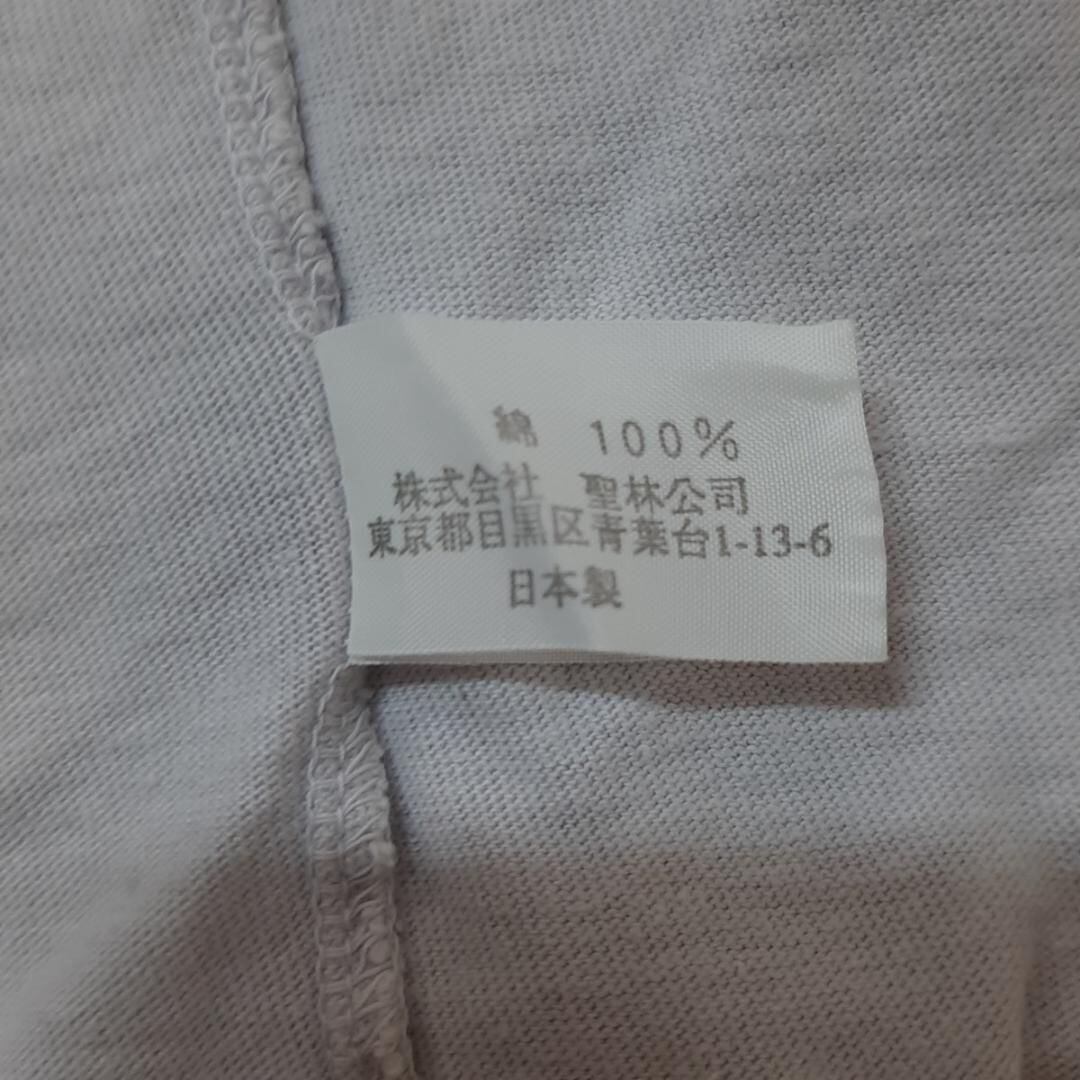 綿 100%
株式会社 聖林公司
東京都目黒区青葉台1-13-6
日本製